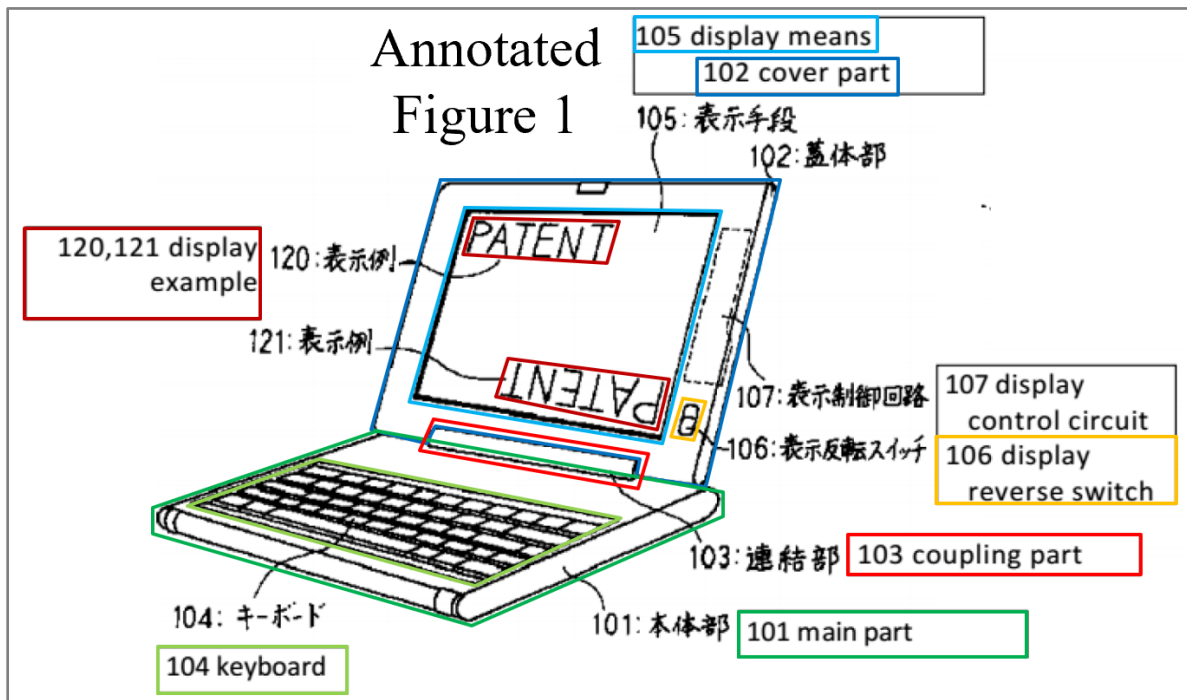 Annotated
Figure 1
105 display means
102 cover part
105:表示手段
102:蓋体部
PATENT
120,121 display
example
120:表示例
121:表示例
PATENT
107:表示制御回路
107 display
control circuit
106:表示反転スイッチ
106 display
reverse switch
103:連結部
103 coupling part
104:キーボード
104 keyboard
101:本体部
101 main part